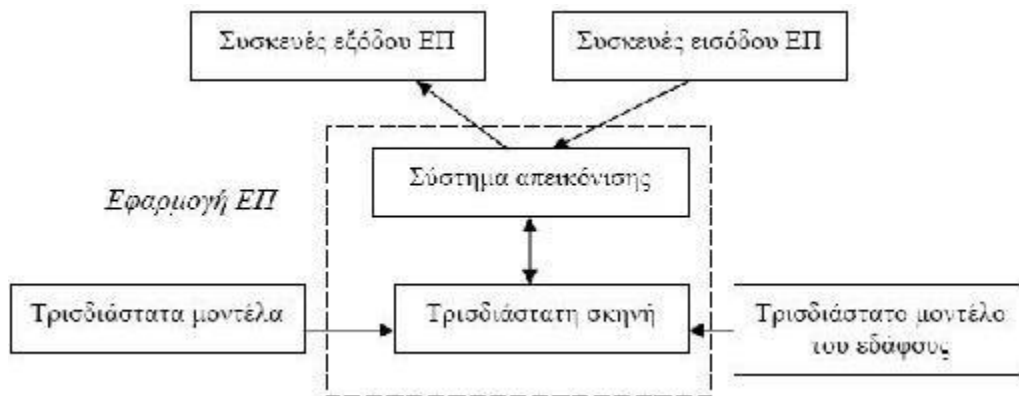 Συσκευές εξόδου ΕΠ
Συσκευές εισόδου ΕΠ
Σύστημα απεικόνισης
Εφαρμογή ΕΠ
Τρισδιάστατα μοντέλα
Τρισδιάστατη σκηνή
Τρισδιάστατο μοντέλο
του εδάφους